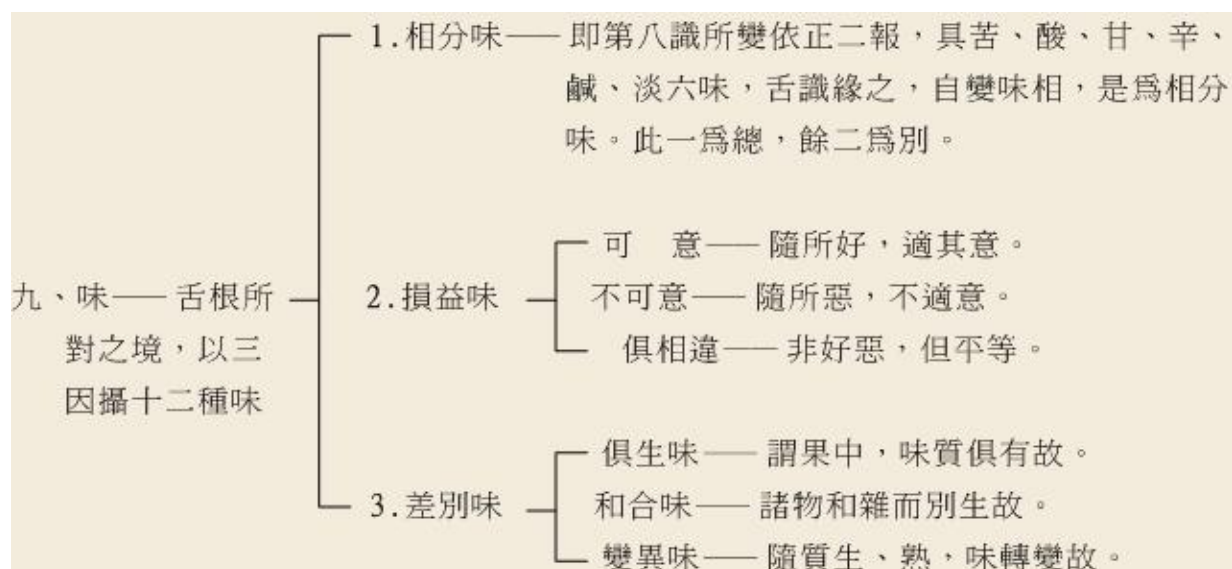 九、味——舌根所
對之境,以三
因攝十二種味
1.相分味——即第八識所變依正二報,具苦、酸、甘、辛、
鹹、淡六味,舌識緣之,自變味相,是爲相分
味。此一爲總,餘二爲別。
2.損益味
可　意——隨所好,適其意。
不可意——隨所惡,不適意。
俱相違——非好惡,但平等。
3.差別味
俱生味——謂果中,味質俱有故。
和合味——諸物和雜而別生故。
變異味——隨質生、熟,味轉變故。